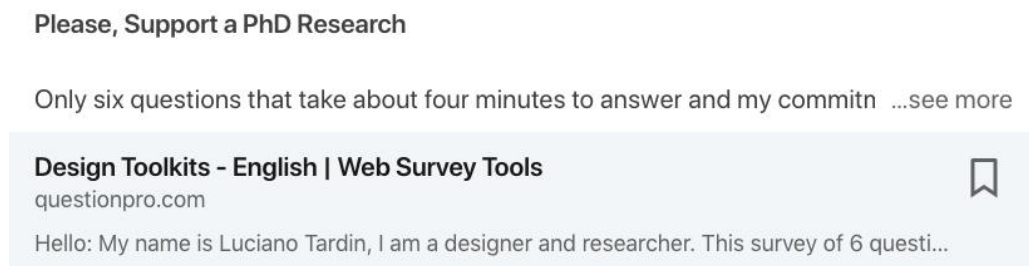 Please, Support a PhD Research
Only six questions that take about four minutes to answer and my commitn ...see more
Design Toolkits - English | Web Survey Tools
questionpro.com
Hello: My name is Luciano Tardin, I am a designer and researcher. This survey of 6 questi...